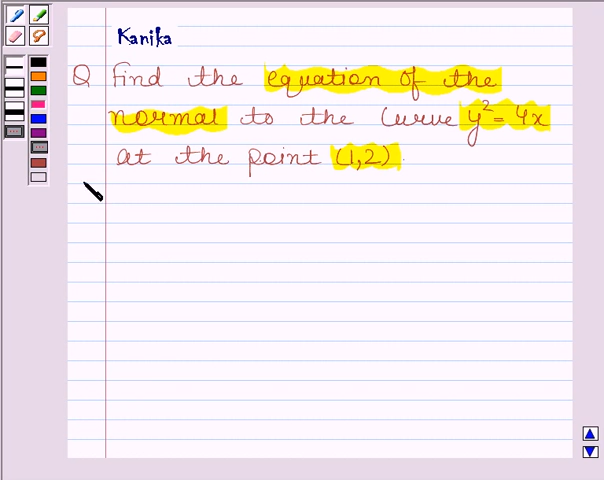 Kanika
Q Find the equation of the
normal to the curve y² = 4x
at the point (1,2).